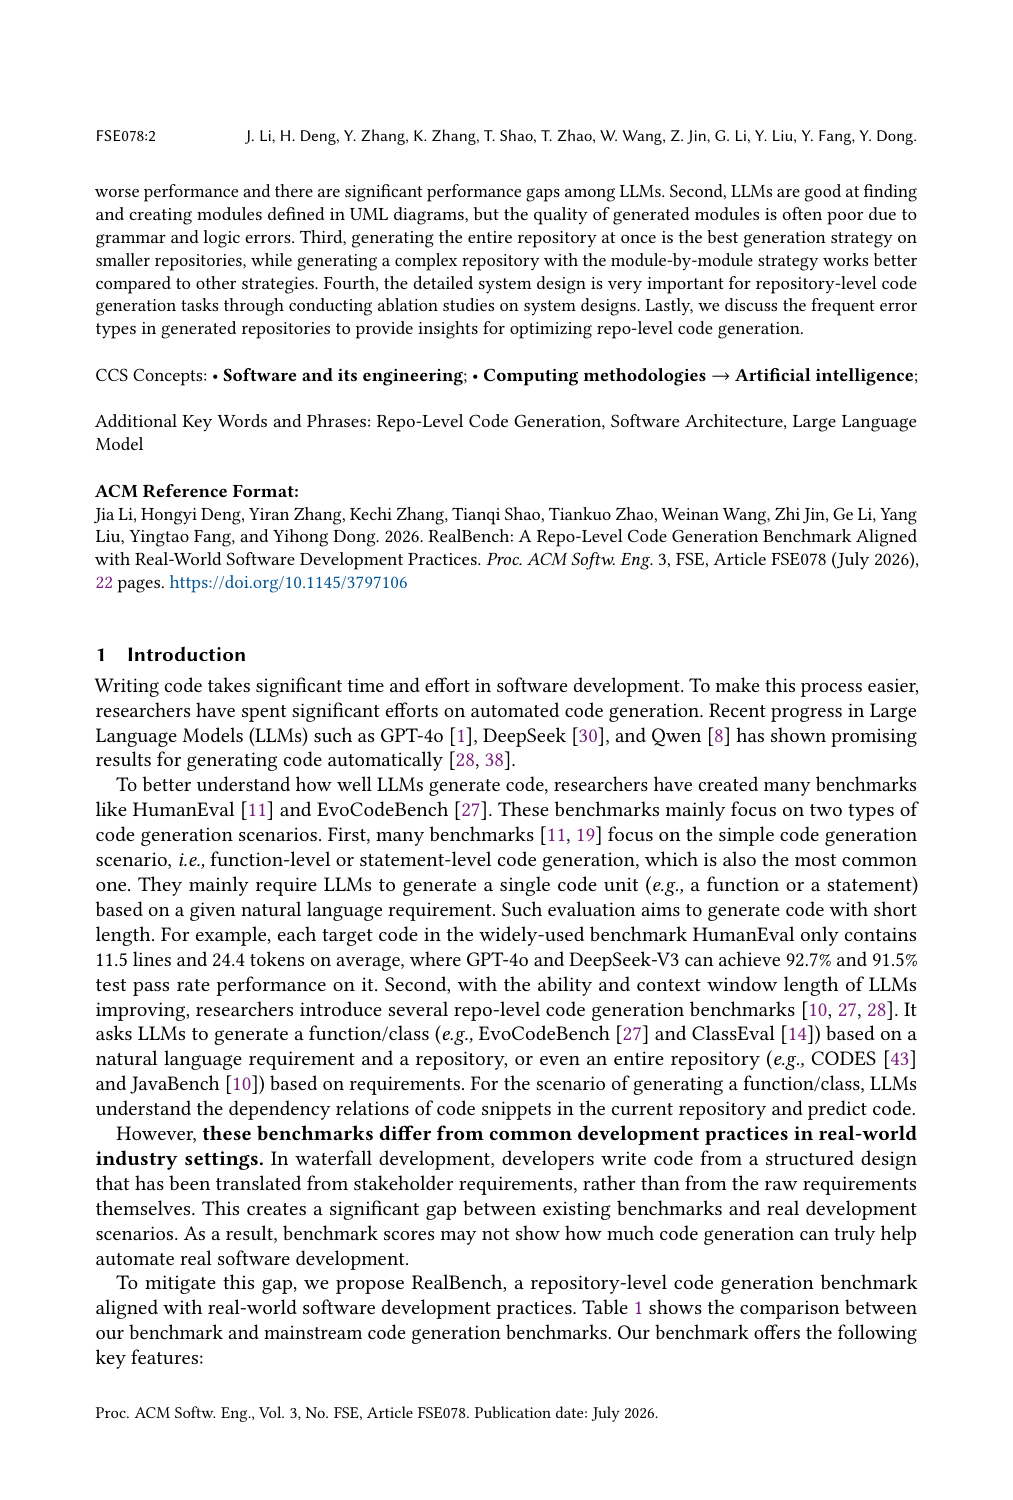 FSE078:2 J. Li, H. Deng, Y. Zhang, K. Zhang, T. Shao, T. Zhao, W. Wang, Z. Jin, G. Li, Y. Liu, Y. Fang, Y. Dong.
worse performance and there are significant performance gaps among LLMs. Second, LLMs are good at finding
and creating modules defined in UML diagrams, but the quality of generated modules is often poor due to
grammar and logic errors. Third, generating the entire repository at once is the best generation strategy on
smaller repositories, while generating a complex repository with the module-by-module strategy works better
compared to other strategies. Fourth, the detailed system design is very important for repository-level code
generation tasks through conducting ablation studies on system designs. Lastly, we discuss the frequent error
types in generated repositories to provide insights for optimizing repo-level code generation.
CCS Concepts: • Software and its engineering; • Computing methodologies → Artificial intelligence;
Additional Key Words and Phrases: Repo-Level Code Generation, Software Architecture, Large Language
Model
ACM Reference Format:
Jia Li, Hongyi Deng, Yiran Zhang, Kechi Zhang, Tianqi Shao, Tiankuo Zhao, Weinan Wang, Zhi Jin, Ge Li, Yang
Liu, Yingtao Fang, and Yihong Dong. 2026. RealBench: A Repo-Level Code Generation Benchmark Aligned
with Real-World Software Development Practices. Proc. ACM Softw. Eng. 3, FSE, Article FSE078 (July 2026),
22 pages. https://doi.org/10.1145/3797106
1 Introduction
Writing code takes significant time and effort in software development. To make this process easier,
researchers have spent significant efforts on automated code generation. Recent progress in Large
Language Models (LLMs) such as GPT-4o [1], DeepSeek [30], and Qwen [8] has shown promising
results for generating code automatically [28, 38].
To better understand how well LLMs generate code, researchers have created many benchmarks
like HumanEval [11] and EvoCodeBench [27]. These benchmarks mainly focus on two types of
code generation scenarios. First, many benchmarks [11, 19] focus on the simple code generation
scenario, i.e., function-level or statement-level code generation, which is also the most common
one. They mainly require LLMs to generate a single code unit (e.g., a function or a statement)
based on a given natural language requirement. Such evaluation aims to generate code with short
length. For example, each target code in the widely-used benchmark HumanEval only contains
11.5 lines and 24.4 tokens on average, where GPT-4o and DeepSeek-V3 can achieve 92.7% and 91.5%
test pass rate performance on it. Second, with the ability and context window length of LLMs
improving, researchers introduce several repo-level code generation benchmarks [10, 27, 28]. It
asks LLMs to generate a function/class (e.g., EvoCodeBench [27] and ClassEval [14]) based on a
natural language requirement and a repository, or even an entire repository (e.g., CODES [43]
and JavaBench [10]) based on requirements. For the scenario of generating a function/class, LLMs
understand the dependency relations of code snippets in the current repository and predict code.
However, these benchmarks differ from common development practices in real-world
industry settings. In waterfall development, developers write code from a structured design
that has been translated from stakeholder requirements, rather than from the raw requirements
themselves. This creates a significant gap between existing benchmarks and real development
scenarios. As a result, benchmark scores may not show how much code generation can truly help
automate real software development.
To mitigate this gap, we propose RealBench, a repository-level code generation benchmark
aligned with real-world software development practices. Table 1 shows the comparison between
our benchmark and mainstream code generation benchmarks. Our benchmark offers the following
key features:
Proc. ACM Softw. Eng., Vol. 3, No. FSE, Article FSE078. Publication date: July 2026.